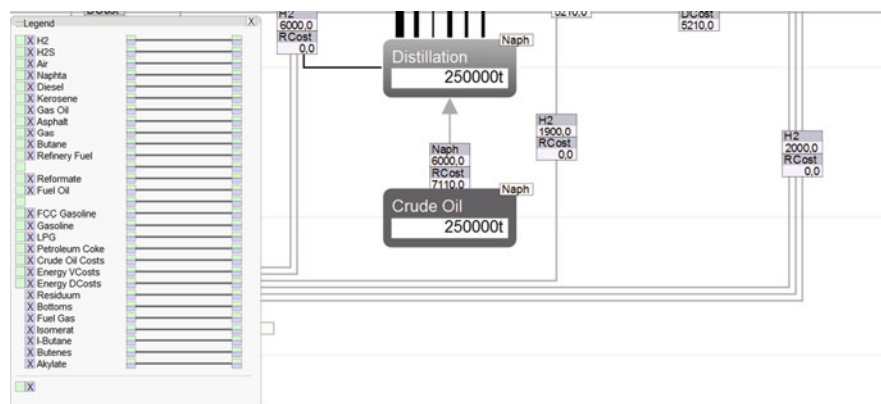 :::Legend
X
X H2
X H2S
X Air
X Naphta
X Diesel
X Kerosene
X Gas Oil
X Asphalt
X Gas
X Butane
X Refinery Fuel
X Reformate
X Fuel Oil
X FCC Gasoline
X Gasoline
X LPG
X Petroleum Coke
X Crude Oil Costs
X Energy VCosts
X Energy DCosts
X Residuum
X Bottoms
X Fuel Gas
X Isomerat
X I-Butane
X Butenes
X Akylate
X
DCost
H2
6000,0
RCost
0,0
Naph
Distillation
250000t
Naph
6000,0
RCost
7110,0
Naph
Crude Oil
250000t
5210,0
H2
1900,0
RCost
0,0
DCost
5210,0
H2
2000,0
RCost
0,0